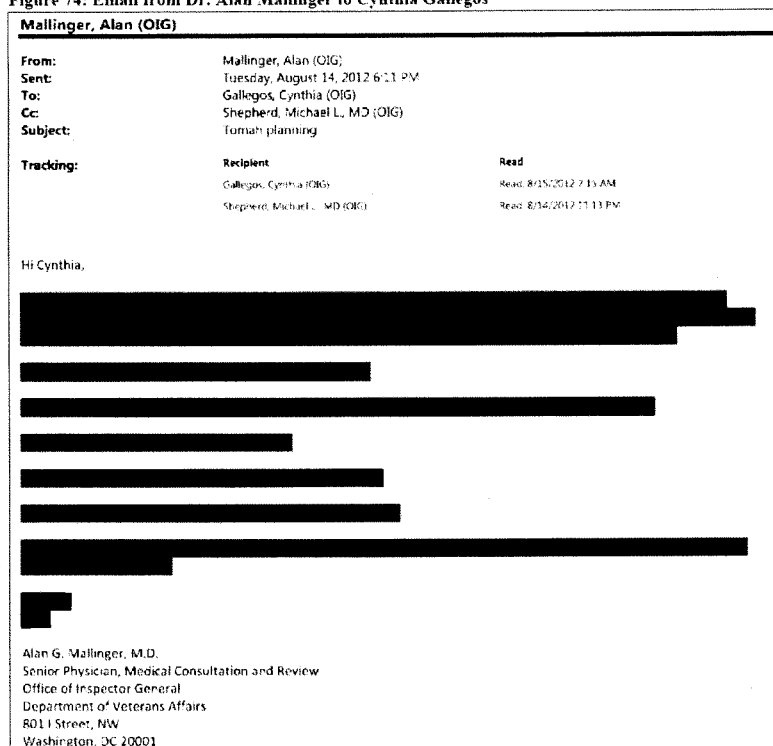 Figure 74: Email from Dr. Alan Mallinger to Cynthia Gallegos
Mallinger, Alan (OIG)
From: Mallinger, Alan (OIG)
Sent: Tuesday, August 14, 2012 6:11 PM
To: Gallegos, Cynthia (OIG)
Cc: Shepherd, Michael L., MD (OIG)
Subject: Tomah planning
Tracking: Recipient Read
Gallegos, Cynthia (OIG) Read: 8/15/2012 7:15 AM
Shepherd, Michael L., MD (OIG) Read: 8/14/2012 11:13 PM
Hi Cynthia,
Alan G. Mallinger, M.D.
Senior Physician, Medical Consultation and Review
Office of Inspector General
Department of Veterans Affairs
801 I Street, NW
Washington, DC 20001